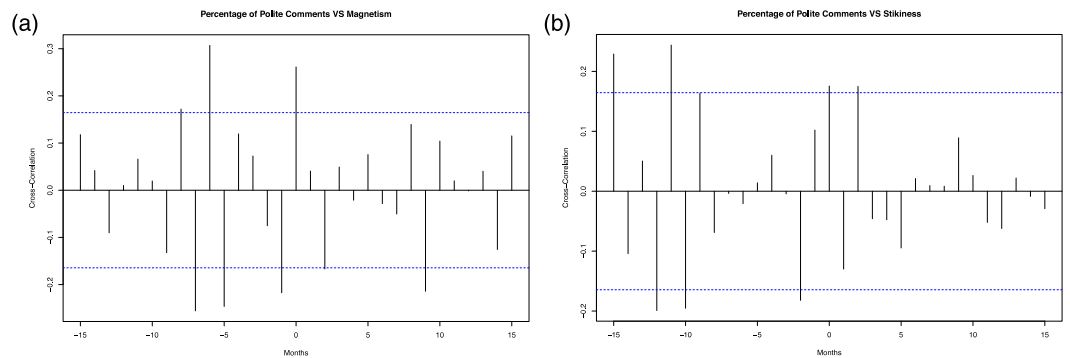 (a)
Percentage of Polite Comments VS Magnetism
Cross−Correlation
0.3
0.2
0.1
0.0
−0.1
−0.2
−15 −10 −5 0 5 10 15
Months
(b)
Percentage of Polite Comments VS Stikiness
Cross−Correlation
0.2
0.1
0.0
−0.1
−0.2
−15 −10 −5 0 5 10 15
Months